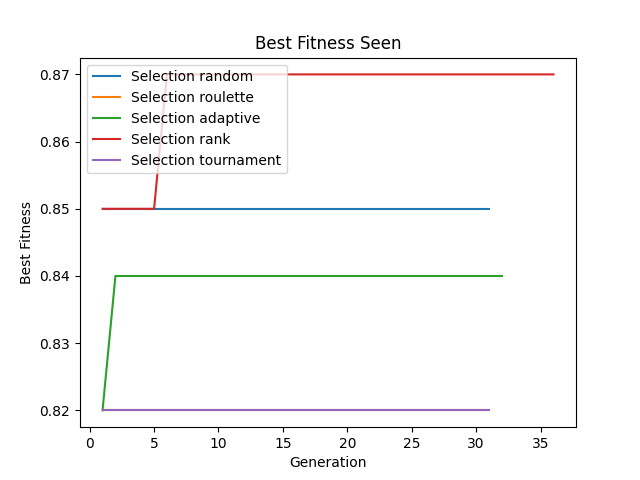 Best Fitness Seen
Selection random
Selection roulette
Selection adaptive
Selection rank
Selection tournament
0.87
0.86
0.85
0.84
0.83
0.82
Best Fitness
0 5 10 15 20 25 30 35
Generation